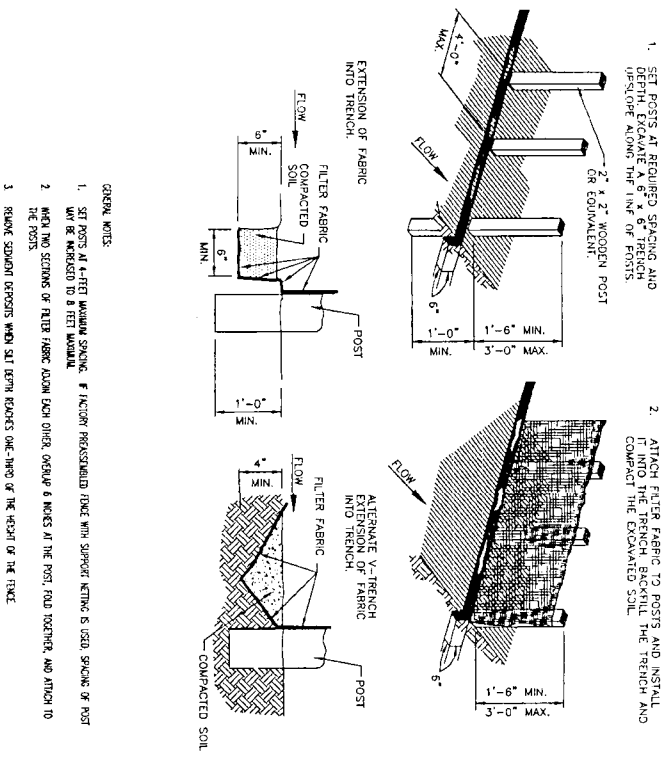 1. SET POSTS AT REQUIRED SPACING AND
DEPTH. EXCAVATE A 6" x 6" TRENCH
UPSLOPE ALONG THE LINE OF POSTS.
2" x 2" WOODEN POST
OR EQUIVALENT.
4'-0"
MAX.
FLOW
6"
1'-0"
MIN.
1'-6" MIN.
3'-0" MAX.
2. ATTACH FILTER FABRIC TO POSTS AND INSTALL
IT INTO THE TRENCH. BACKFILL THE TRENCH AND
COMPACT THE EXCAVATED SOIL
FLOW
6"
1'-6" MIN.
3'-0" MAX.
EXTENSION OF FABRIC
INTO TRENCH.
FLOW
6"
MIN.
FILTER FABRIC
COMPACTED
SOIL
6"
MIN.
POST
1'-0"
MIN.
ALTERNATE V-TRENCH
EXTENSION OF FABRIC
INTO TRENCH.
FLOW
4"
MIN.
FILTER FABRIC
POST
COMPACTED SOIL
GENERAL NOTES:
1. SET POSTS AT 4-FEET MAXIMUM SPACING. IF FACTORY PREASSEMBLED FENCE WITH SUPPORT NETTING IS USED, SPACING OF POST
MAY BE INCREASED TO 8 FEET MAXIMUM.
2 WHEN TWO SECTIONS OF FILTER FABRIC ADJOIN EACH OTHER, OVERLAP 6 INCHES AT THE POST, FOLD TOGETHER, AND ATTACH TO
THE POSTS.
3. REMOVE SEDIMENT DEPOSITS WHEN SILT DEPTH REACHES ONE-THIRD OF THE HEIGHT OF THE FENCE